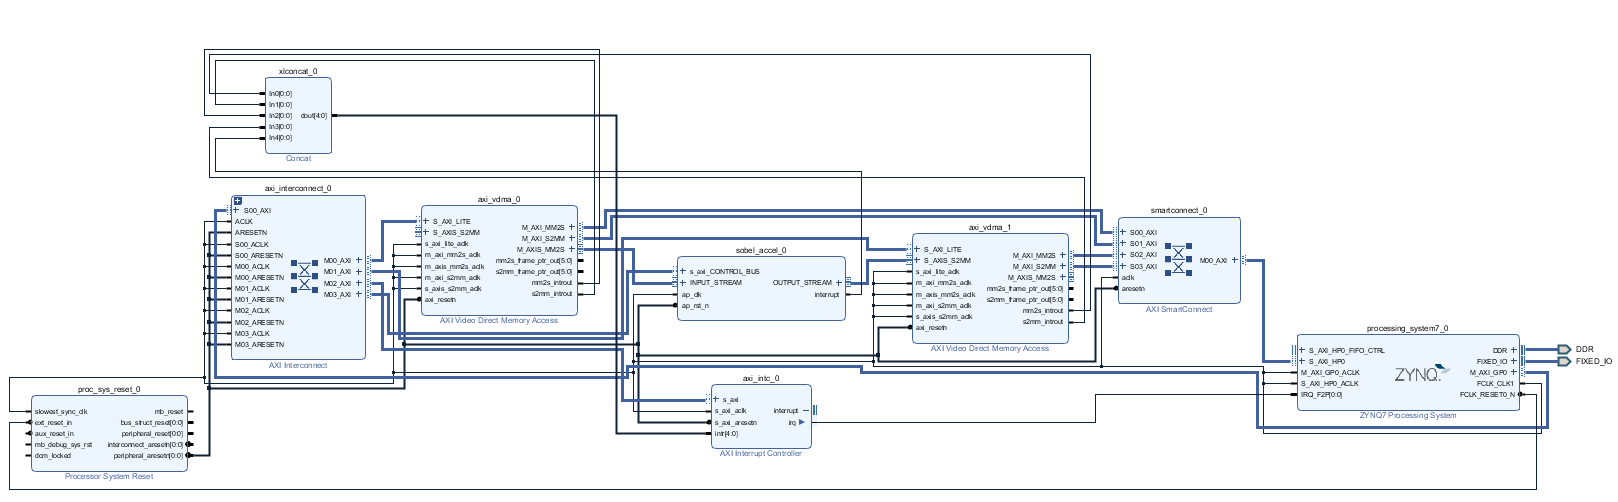 xlconcat_0
In0[0:0]
In1[0:0]
In2[0:0]
In3[0:0]
In4[0:0]
dout[4:0]
Concat
axi_interconnect_0
S00_AXI
ACLK
ARESETN
S00_ACLK
S00_ARESETN
M00_ACLK
M00_ARESETN
M01_ACLK
M01_ARESETN
M02_ACLK
M02_ARESETN
M03_ACLK
M03_ARESETN
M00_AXI
M01_AXI
M02_AXI
M03_AXI
AXI Interconnect
axi_vdma_0
S_AXI_LITE
S_AXIS_S2MM
s_axi_lite_aclk
m_axi_mm2s_aclk
m_axis_mm2s_aclk
m_axi_s2mm_aclk
s_axis_s2mm_aclk
axi_resetn
M_AXI_MM2S
M_AXI_S2MM
M_AXIS_MM2S
mm2s_frame_ptr_out[5:0]
s2mm_frame_ptr_out[5:0]
mm2s_introut
s2mm_introut
AXI Video Direct Memory Access
sobel_accel_0
s_axi_CONTROL_BUS
INPUT_STREAM
ap_clk
ap_rst_n
OUTPUT_STREAM
interrupt
axi_vdma_1
S_AXI_LITE
S_AXIS_S2MM
s_axi_lite_aclk
m_axi_mm2s_aclk
m_axis_mm2s_aclk
m_axi_s2mm_aclk
s_axis_s2mm_aclk
axi_resetn
M_AXI_MM2S
M_AXI_S2MM
M_AXIS_MM2S
mm2s_frame_ptr_out[5:0]
s2mm_frame_ptr_out[5:0]
mm2s_introut
s2mm_introut
AXI Video Direct Memory Access
smartconnect_0
S00_AXI
S01_AXI
S02_AXI
S03_AXI
aclk
aresetn
M00_AXI
AXI SmartConnect
processing_system7_0
S_AXI_HP0_FIFO_CTRL
S_AXI_HP0
M_AXI_GP0_ACLK
S_AXI_HP0_ACLK
IRQ_F2P[0:0]
ZYNQ
DDR
FIXED_IO
M_AXI_GP0
FCLK_CLK1
FCLK_RESET0_N
ZYNQ7 Processing System
DDR
FIXED_IO
proc_sys_reset_0
slowest_sync_clk
ext_reset_in
aux_reset_in
mb_debug_sys_rst
dcm_locked
mb_reset
bus_struct_reset[0:0]
peripheral_reset[0:0]
interconnect_aresetn[0:0]
peripheral_aresetn[0:0]
Processor System Reset
axi_intc_0
s_axi
s_axi_aclk
s_axi_aresetn
intr[4:0]
interrupt
irq
AXI Interrupt Controller